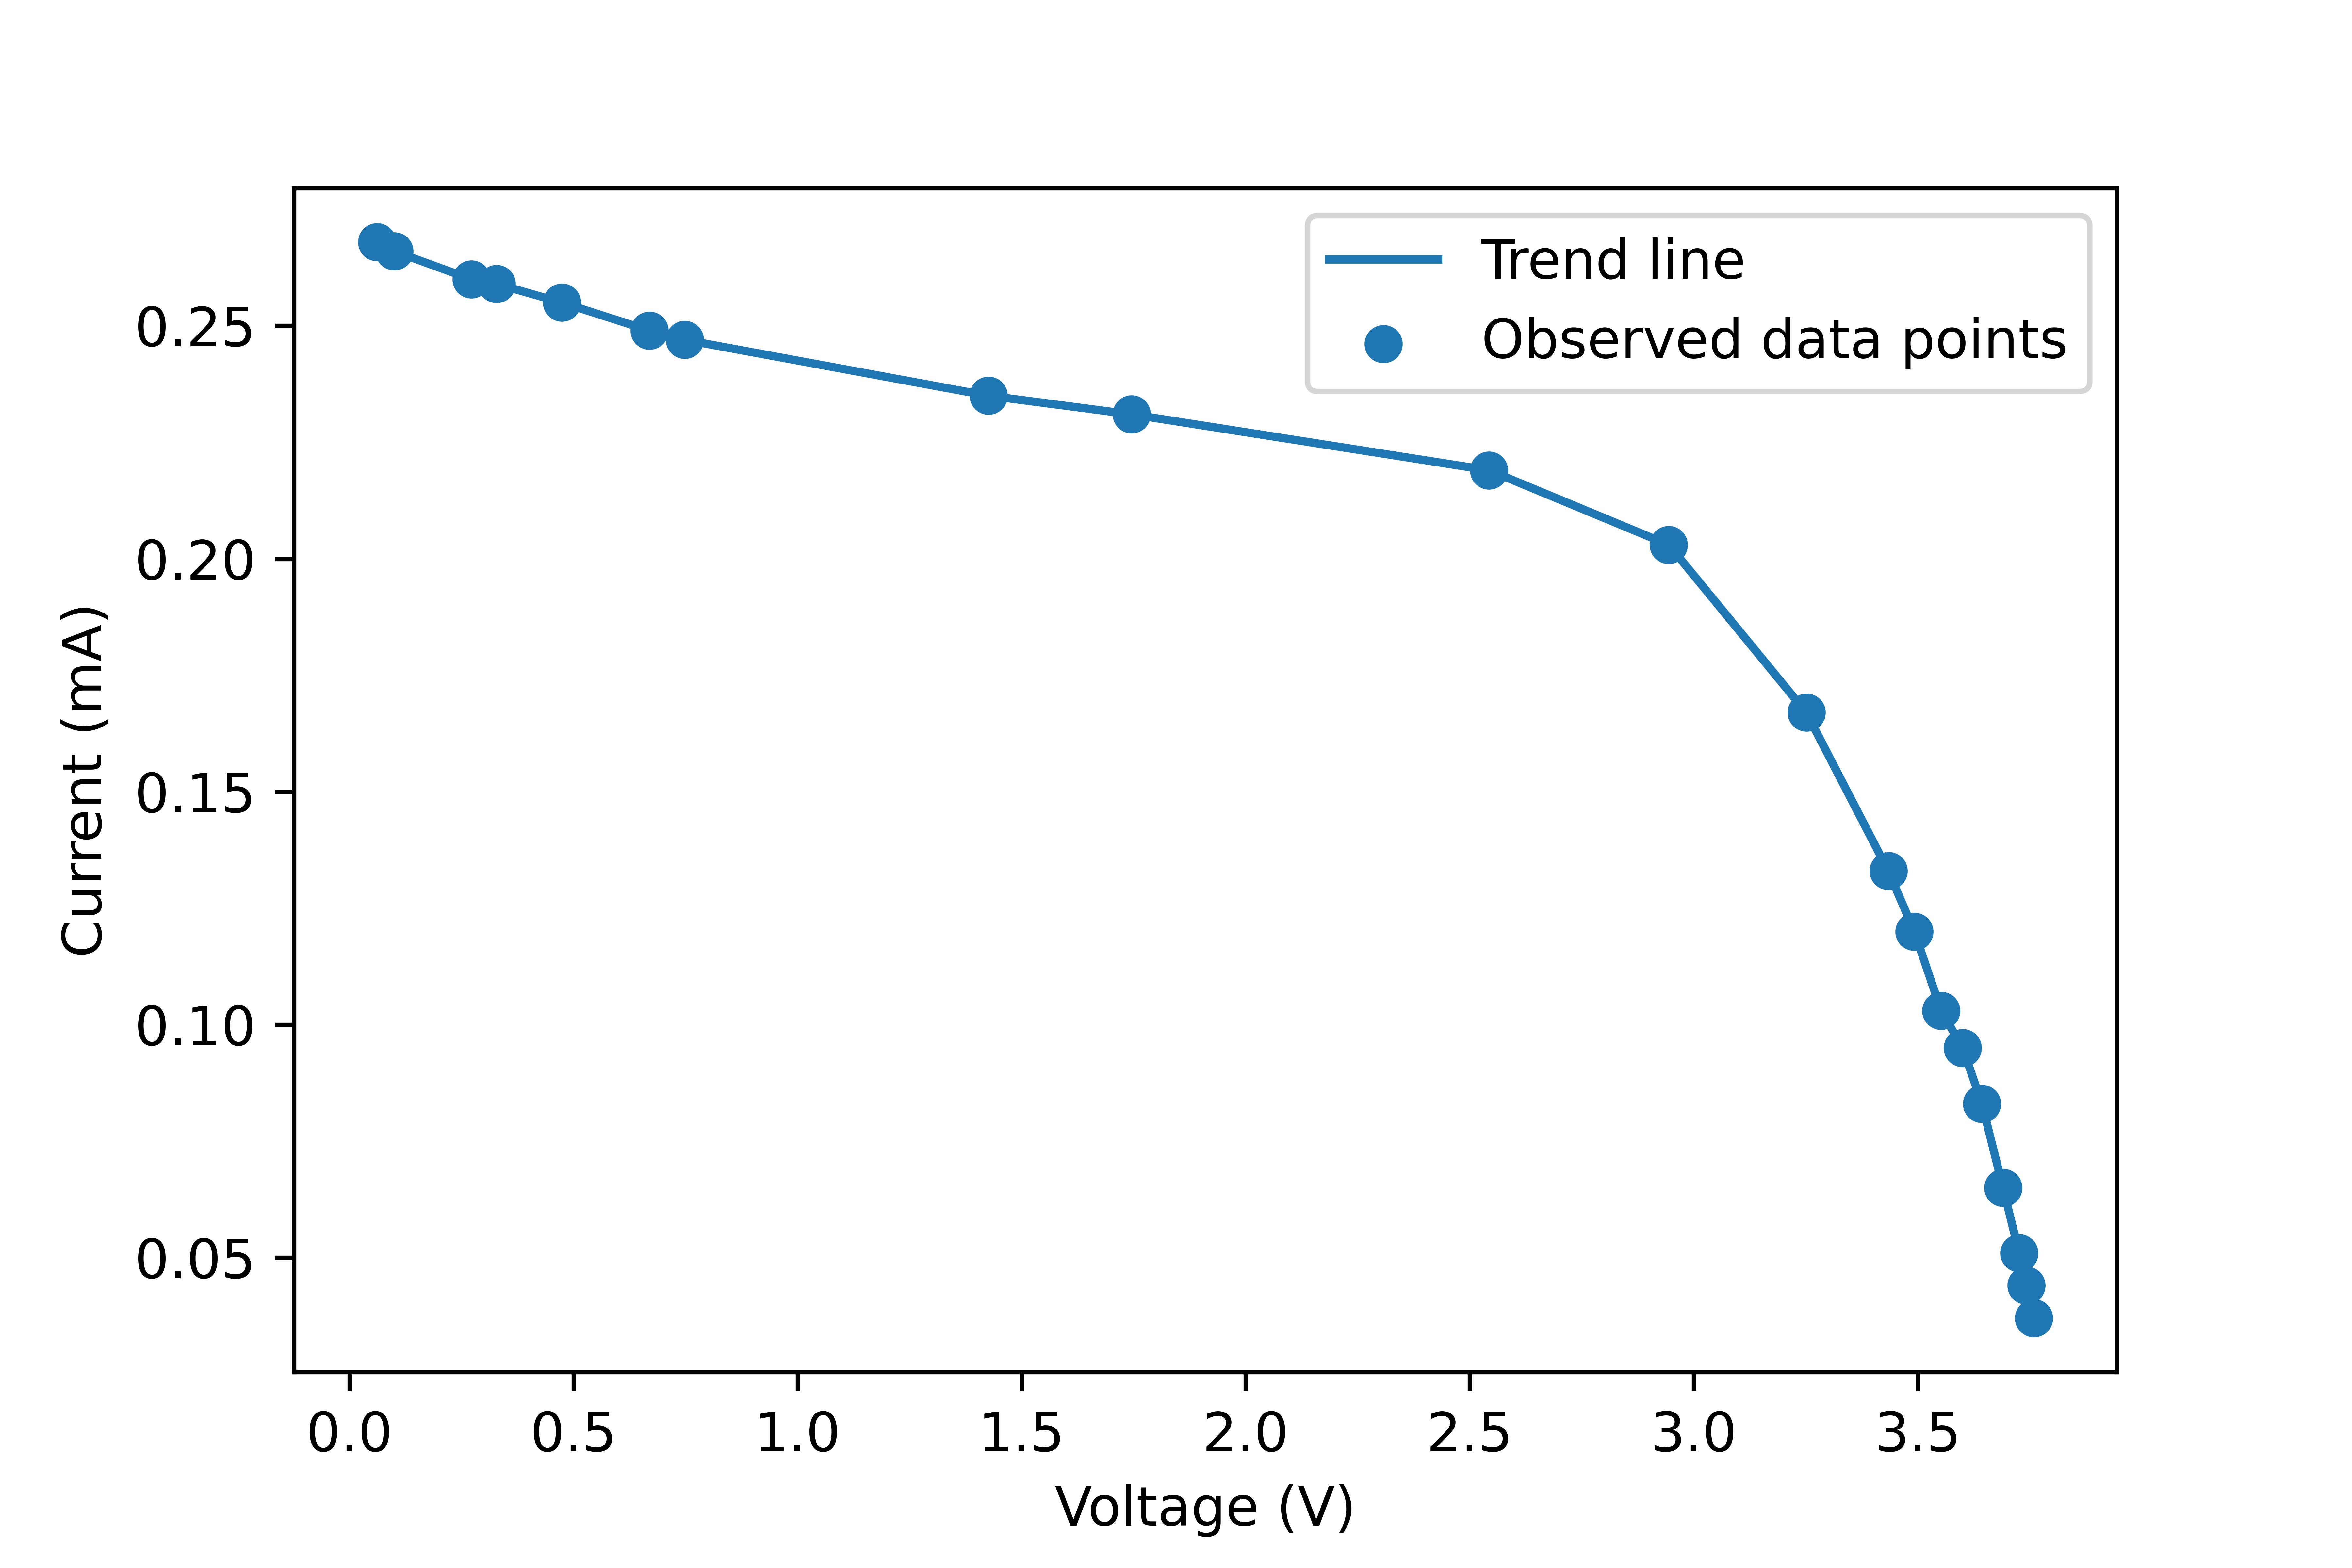 Trend line
Observed data points
0.25
0.20
0.15
0.10
0.05
Current (mA)
0.0 0.5 1.0 1.5 2.0 2.5 3.0 3.5
Voltage (V)